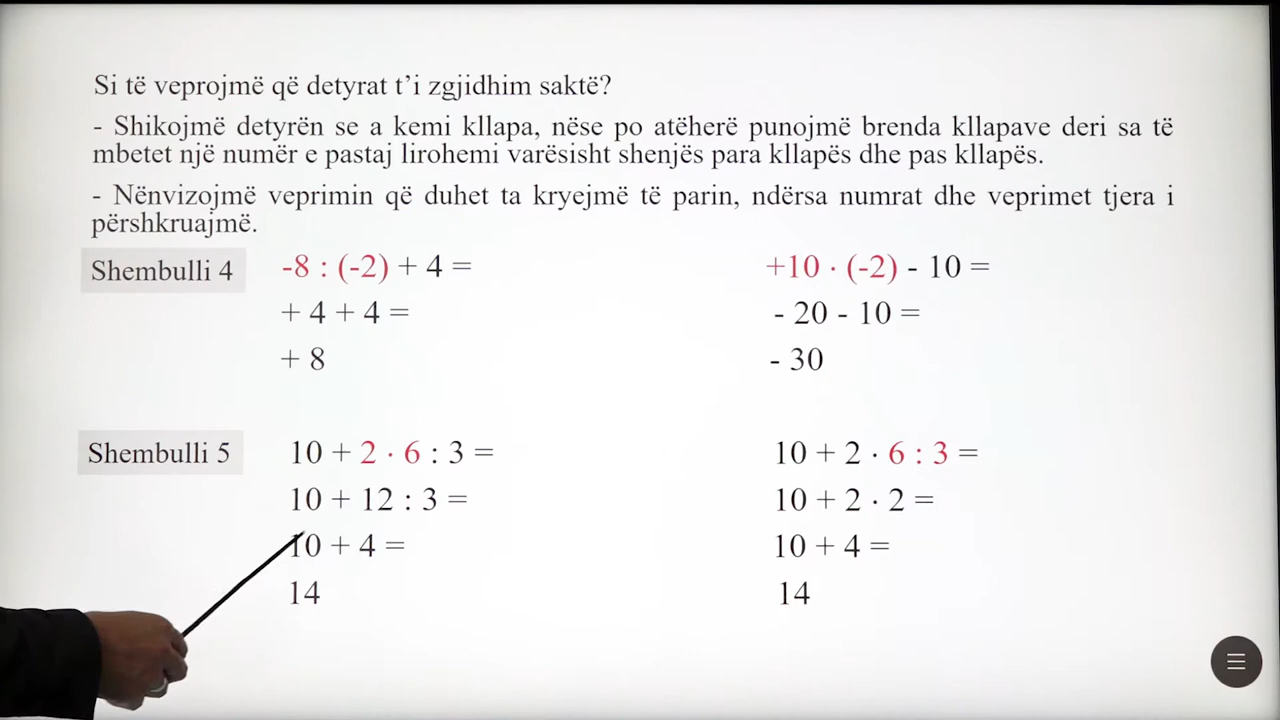 Si të veprojmë që detyrat t'i zgjidhim saktë?
- Shikojmë detyrën se a kemi kllapa, nëse po atëherë punojmë brenda kllapave deri sa të
mbetet një numër e pastaj lirohemi varësisht shenjës para kllapës dhe pas kllapës.
- Nënvizojmë veprimin që duhet ta kryejmë të parin, ndërsa numrat dhe veprimet tjera i
përshkruajmë.
Shembulli 4
-8 : (-2) + 4 =
+ 4 + 4 =
+ 8
+10 · (-2) - 10 =
- 20 - 10 =
- 30
Shembulli 5
10 + 2 · 6 : 3 =
10 + 12 : 3 =
10 + 4 =
14
10 + 2 · 6 : 3 =
10 + 2 · 2 =
10 + 4 =
14